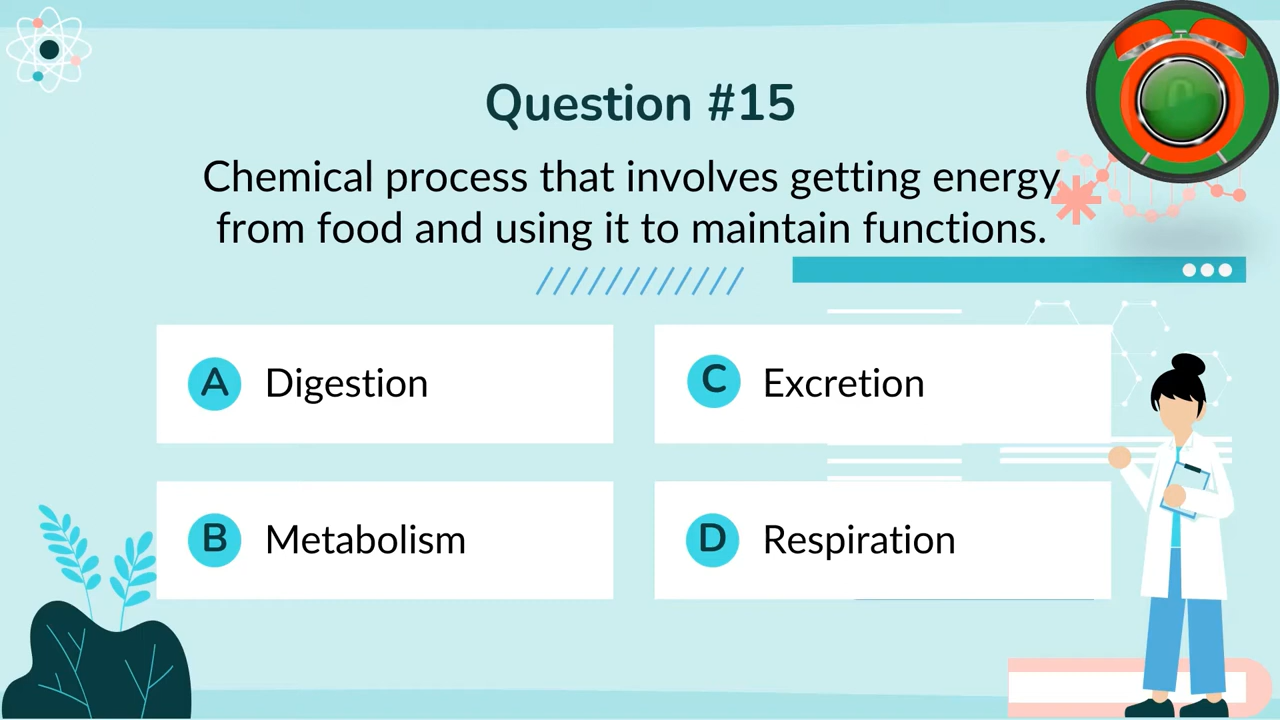 Question #15
Chemical process that involves getting energy
from food and using it to maintain functions.
A Digestion
B Metabolism
C Excretion
D Respiration